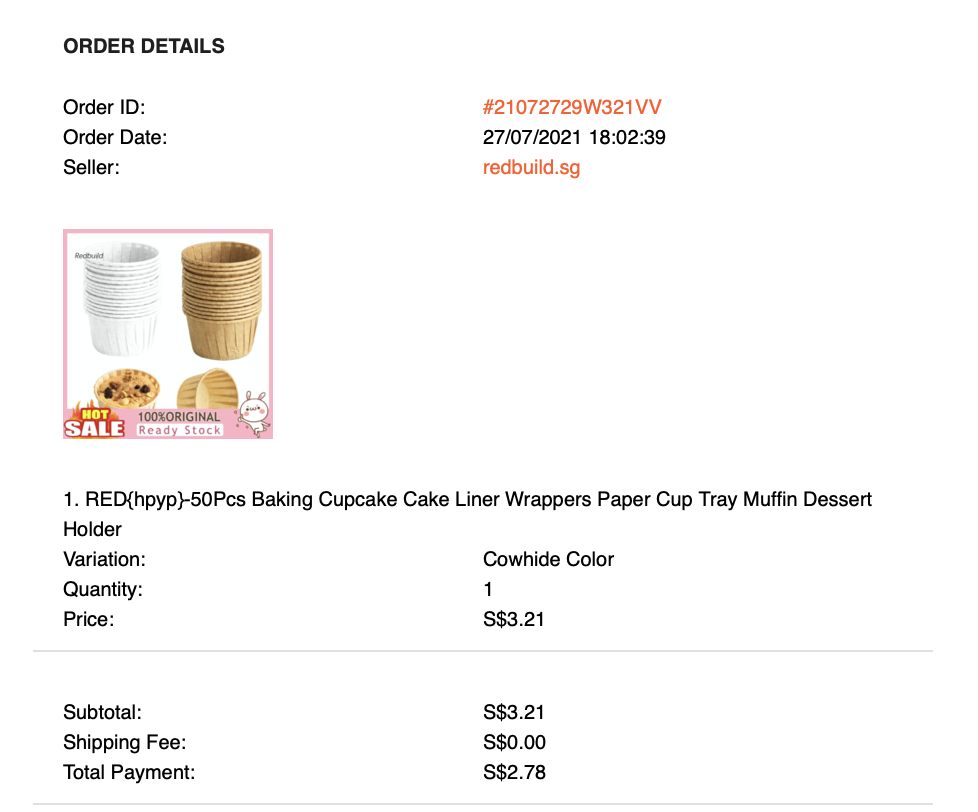 ORDER DETAILS
Order ID: #21072729W321VV
Order Date: 27/07/2021 18:02:39
Seller: redbuild.sg
Redbuild
HOT
SALE
100%ORIGINAL
Ready Stock
1. RED{hpyp}-50Pcs Baking Cupcake Cake Liner Wrappers Paper Cup Tray Muffin Dessert
Holder
Variation: Cowhide Color
Quantity: 1
Price: S$3.21
Subtotal: S$3.21
Shipping Fee: S$0.00
Total Payment: S$2.78